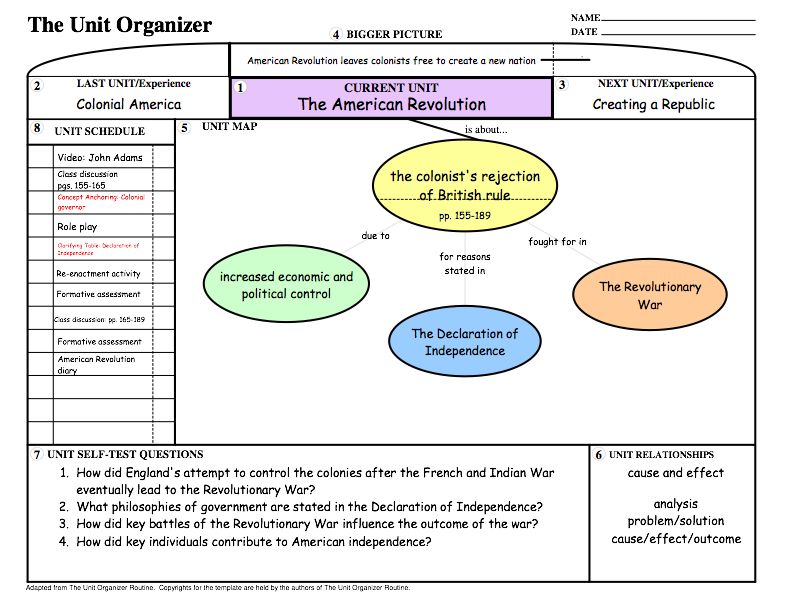 The Unit Organizer
NAME
DATE
4 BIGGER PICTURE
American Revolution leaves colonists free to create a new nation
2 LAST UNIT/Experience
Colonial America
1 CURRENT UNIT
The American Revolution
3 NEXT UNIT/Experience
Creating a Republic
8 UNIT SCHEDULE
Video: John Adams
Class discussion
pgs. 155-165
Concept Anchoring: Colonial
governor
Role play
Clarifying Table: Declaration of
Independence
Re-enactment activity
Formative assessment
Class discussion: pp. 165-189
Formative assessment
American Revolution
diary
5 UNIT MAP
is about...
the colonist's rejection
of British rule
pp. 155-189
due to
increased economic and
political control
for reasons
stated in
The Declaration of
Independence
fought for in
The Revolutionary
War
7 UNIT SELF-TEST QUESTIONS
1. How did England's attempt to control the colonies after the French and Indian War
eventually lead to the Revolutionary War?
2. What philosophies of government are stated in the Declaration of Independence?
3. How did key battles of the Revolutionary War influence the outcome of the war?
4. How did key individuals contribute to American independence?
6 UNIT RELATIONSHIPS
cause and effect
analysis
problem/solution
cause/effect/outcome
Adapted from The Unit Organizer Routine. Copyrights for the template are held by the authors of The Unit Organizer Routine.